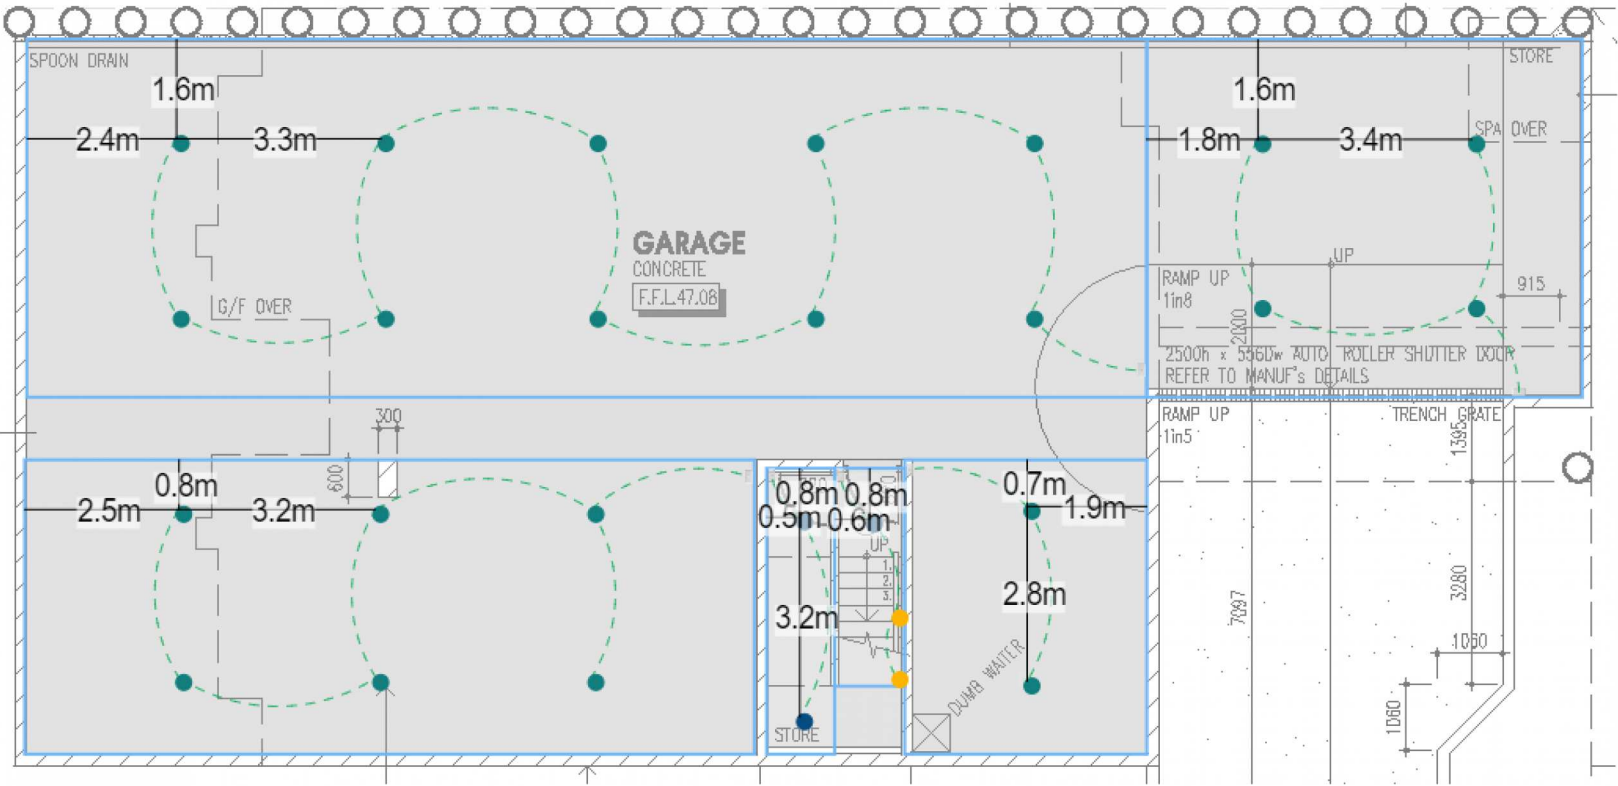 SPOON DRAIN
STORE
1.6m
1.6m
2.4m
3.3m
1.8m
3.4m
SPA OVER
GARAGE
CONCRETE
F.F.L.47.08
UP
RAMP UP
1in8
915
G/F OVER
2000
2500h x 5560w AUTO ROLLER SHUTTER DOOR
REFER TO MANUF's DETAILS
300
RAMP UP
1in5
TRENCH GRATE
1395
600
0.8m
2.5m
3.2m
0.8m
0.8m
0.5m
0.6m
0.7m
1.9m
UP
1.
2.
3.
3.2m
2.8m
7097
3280
1060
DUMB WAITER
STORE
1060